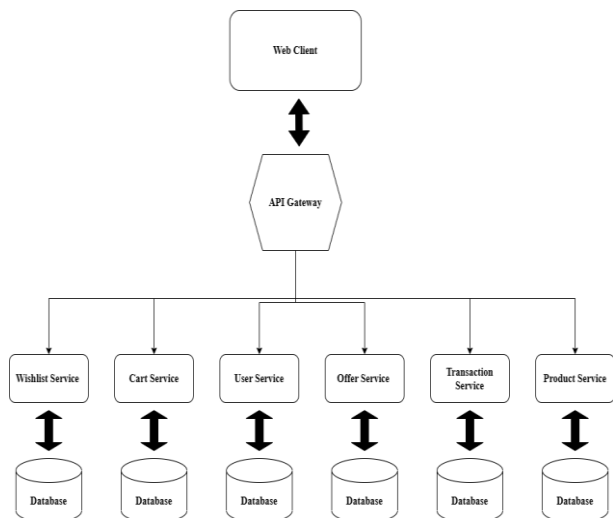 Web Client
API Gateway
Wishlist Service
Cart Service
User Service
Offer Service
Transaction
Service
Product Service
Database
Database
Database
Database
Database
Database